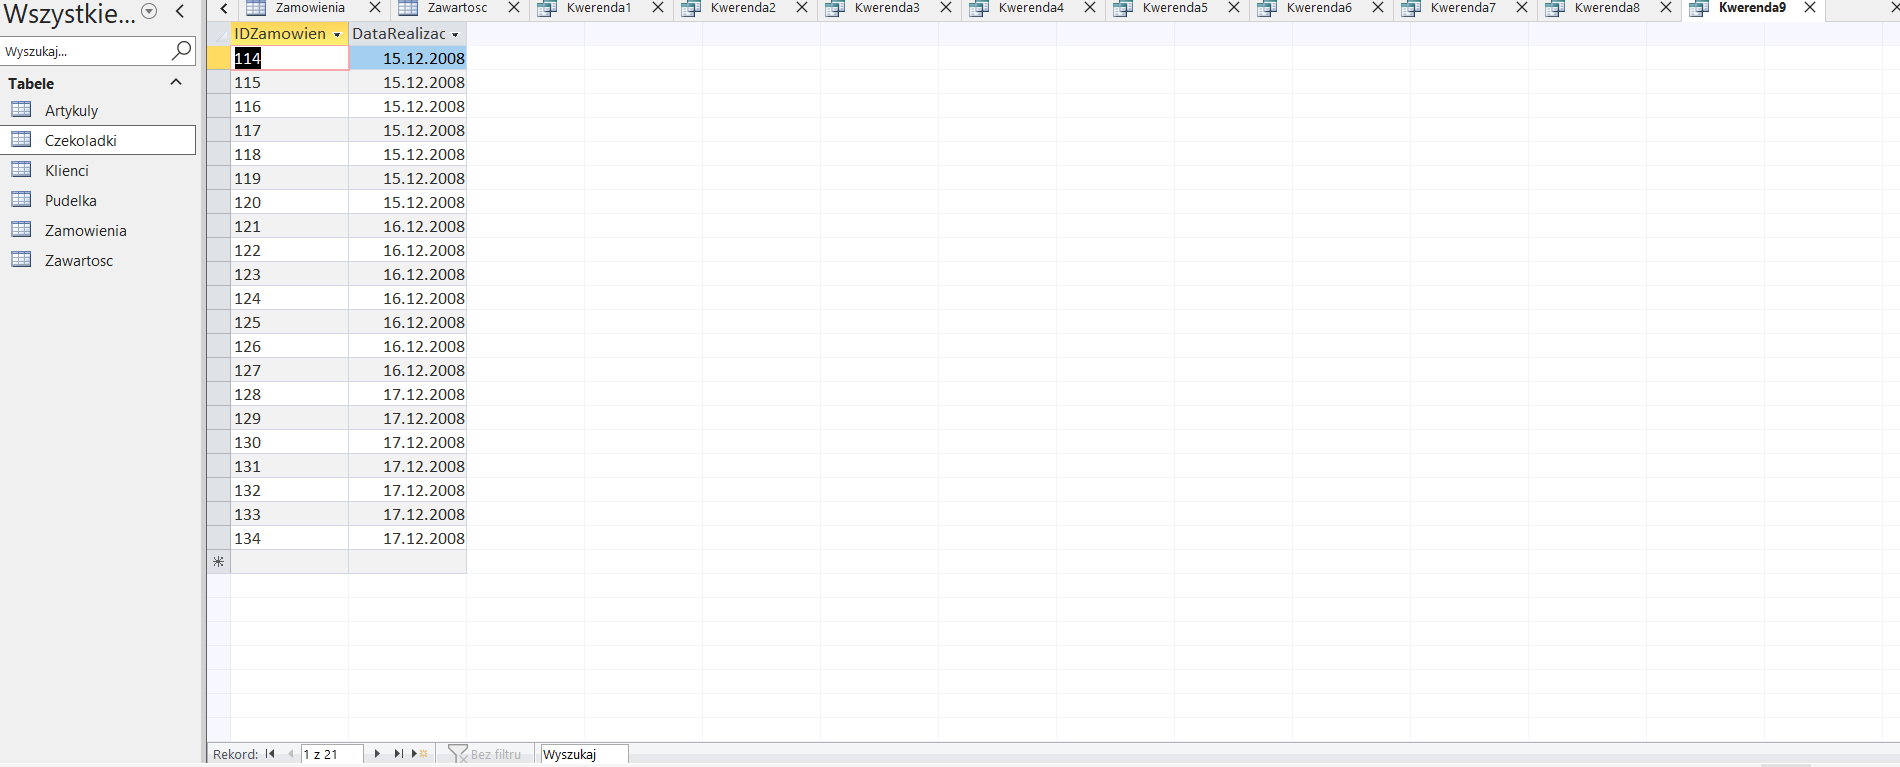 Wszystkie...
Wyszukaj...
Tabele
Artykuly
Czekoladki
Klienci
Pudelka
Zamowienia
Zawartosc
Zamowienia Zawartosc Kwerenda1 Kwerenda2 Kwerenda3 Kwerenda4 Kwerenda5 Kwerenda6 Kwerenda7 Kwerenda8 Kwerenda9
IDZamowien DataRealizac
114 15.12.2008
115 15.12.2008
116 15.12.2008
117 15.12.2008
118 15.12.2008
119 15.12.2008
120 15.12.2008
121 16.12.2008
122 16.12.2008
123 16.12.2008
124 16.12.2008
125 16.12.2008
126 16.12.2008
127 16.12.2008
128 17.12.2008
129 17.12.2008
130 17.12.2008
131 17.12.2008
132 17.12.2008
133 17.12.2008
134 17.12.2008
Rekord: 1 z 21 Bez filtru Wyszukaj